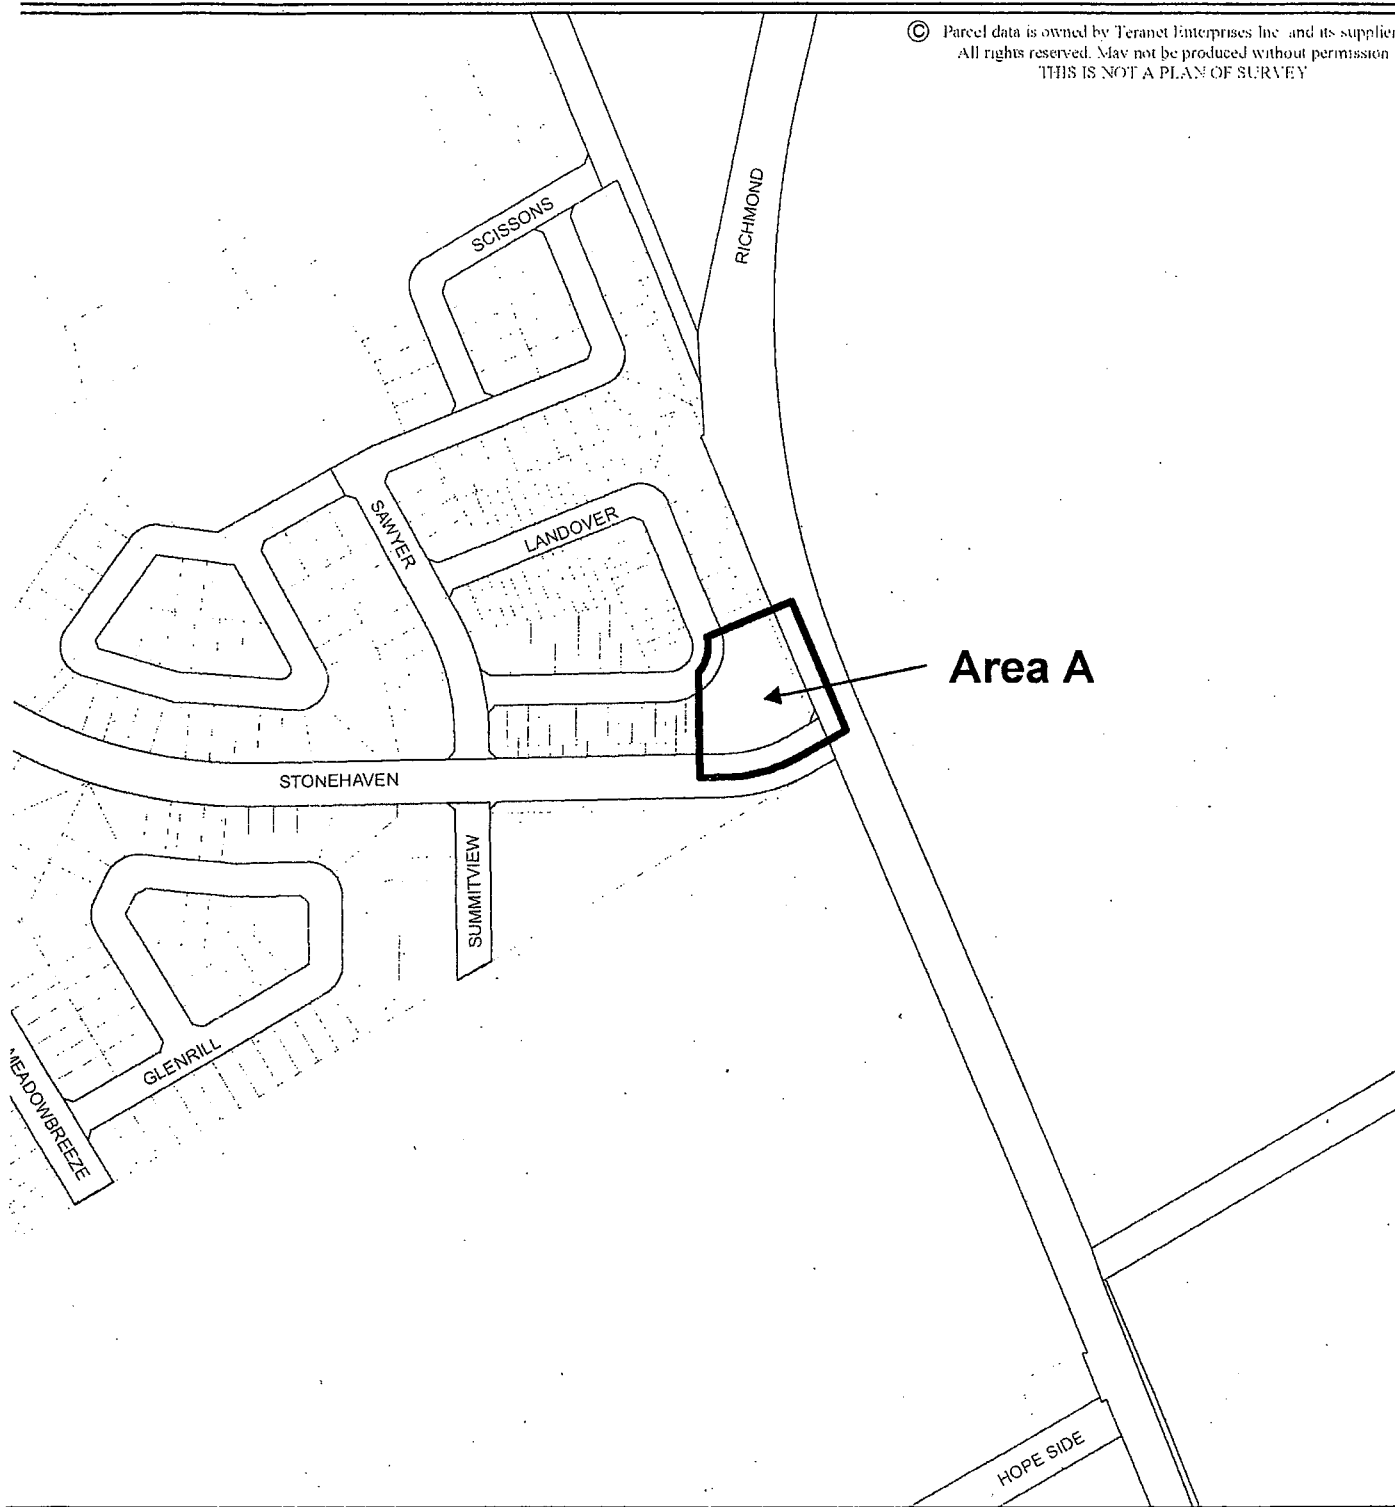 © Parcel data is owned by Teranet Enterprises Inc. and its supplier
All rights reserved. May not be produced without permission
THIS IS NOT A PLAN OF SURVEY
RICHMOND
SCISSONS
SAWYER
LANDOVER
Area A
STONEHAVEN
SUMMITVIEW
GLENRILL
MEADOWBREEZE
HOPE SIDE